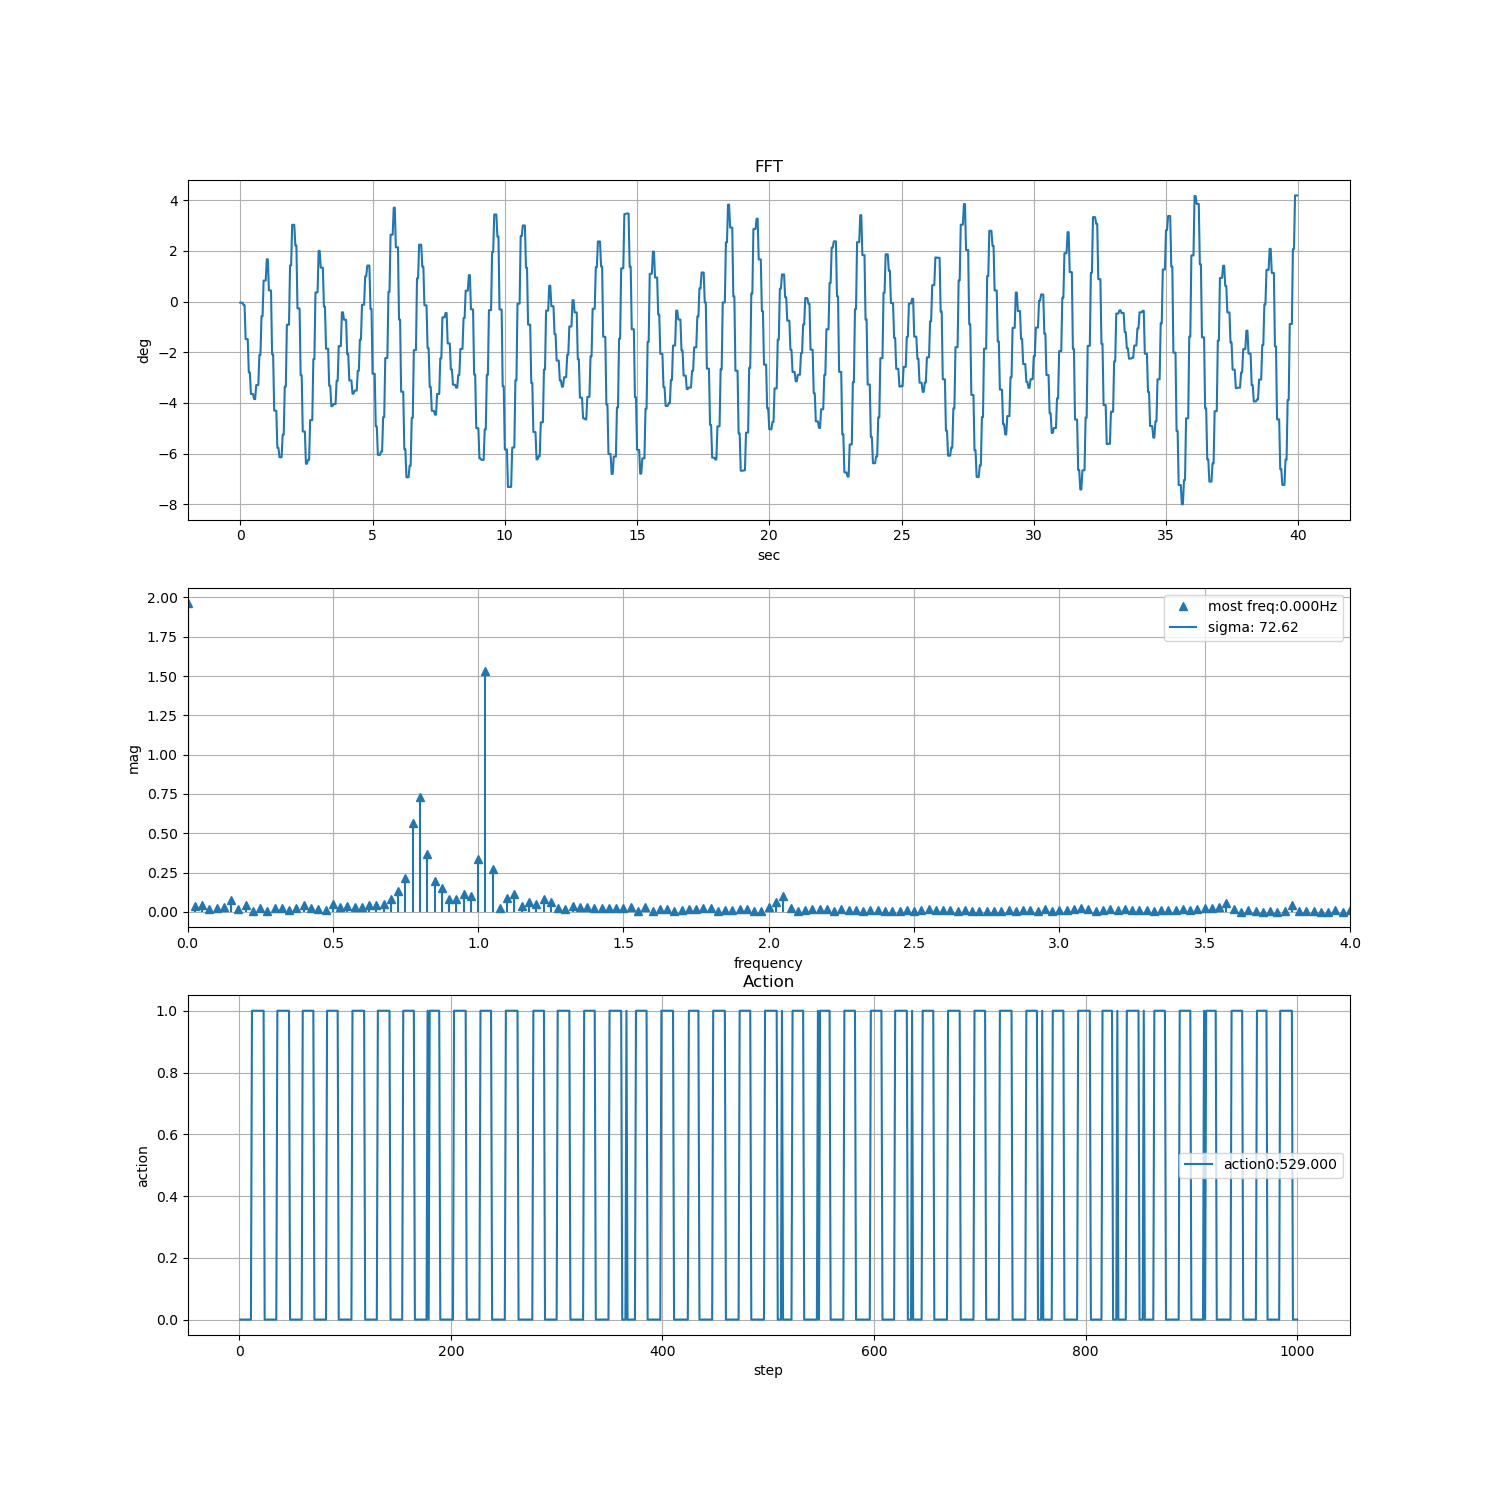 FFT
4
2
0
−2
−4
−6
−8
deg
0 5 10 15 20 25 30 35 40
sec
2.00
1.75
1.50
1.25
1.00
0.75
0.50
0.25
0.00
mag
most freq:0.000Hz
sigma: 72.62
0.0 0.5 1.0 1.5 2.0 2.5 3.0 3.5 4.0
frequency
Action
1.0
0.8
0.6
0.4
0.2
0.0
action
action0:529.000
0 200 400 600 800 1000
step